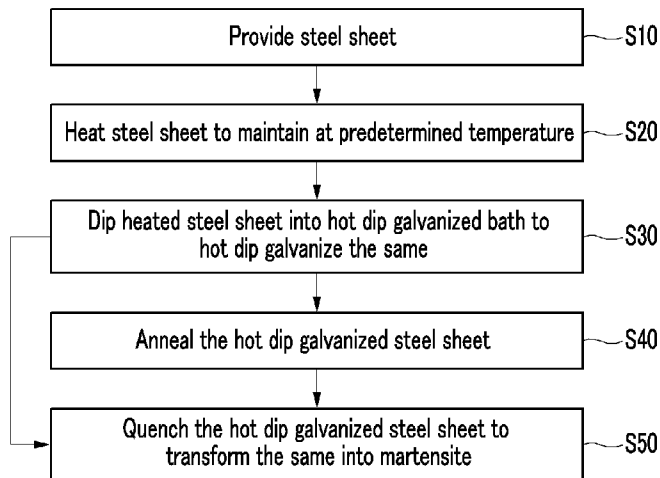 Provide steel sheet
S10
Heat steel sheet to maintain at predetermined temperature
S20
Dip heated steel sheet into hot dip galvanized bath to
hot dip galvanize the same
S30
Anneal the hot dip galvanized steel sheet
S40
Quench the hot dip galvanized steel sheet to
transform the same into martensite
S50